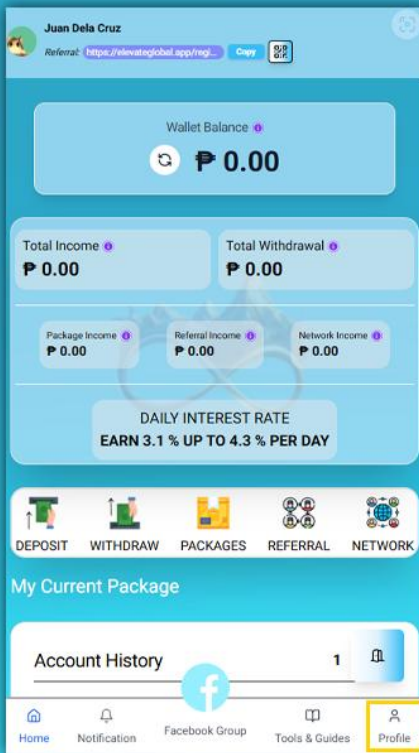 Juan Dela Cruz
Referral: https://elevateglobal.app/regi... Copy
Wallet Balance
₱ 0.00
Total Income
₱ 0.00
Total Withdrawal
₱ 0.00
Package Income
₱ 0.00
Referral Income
₱ 0.00
Network Income
₱ 0.00
DAILY INTEREST RATE
EARN 3.1 % UP TO 4.3 % PER DAY
DEPOSIT WITHDRAW PACKAGES REFERRAL NETWORK
My Current Package
Account History 1
Home Notification Facebook Group Tools & Guides Profile